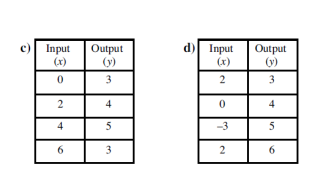 c) Input Output
(x) (y)
0 3
2 4
4 5
6 3
d) Input Output
(x) (y)
2 3
0 4
–3 5
2 6